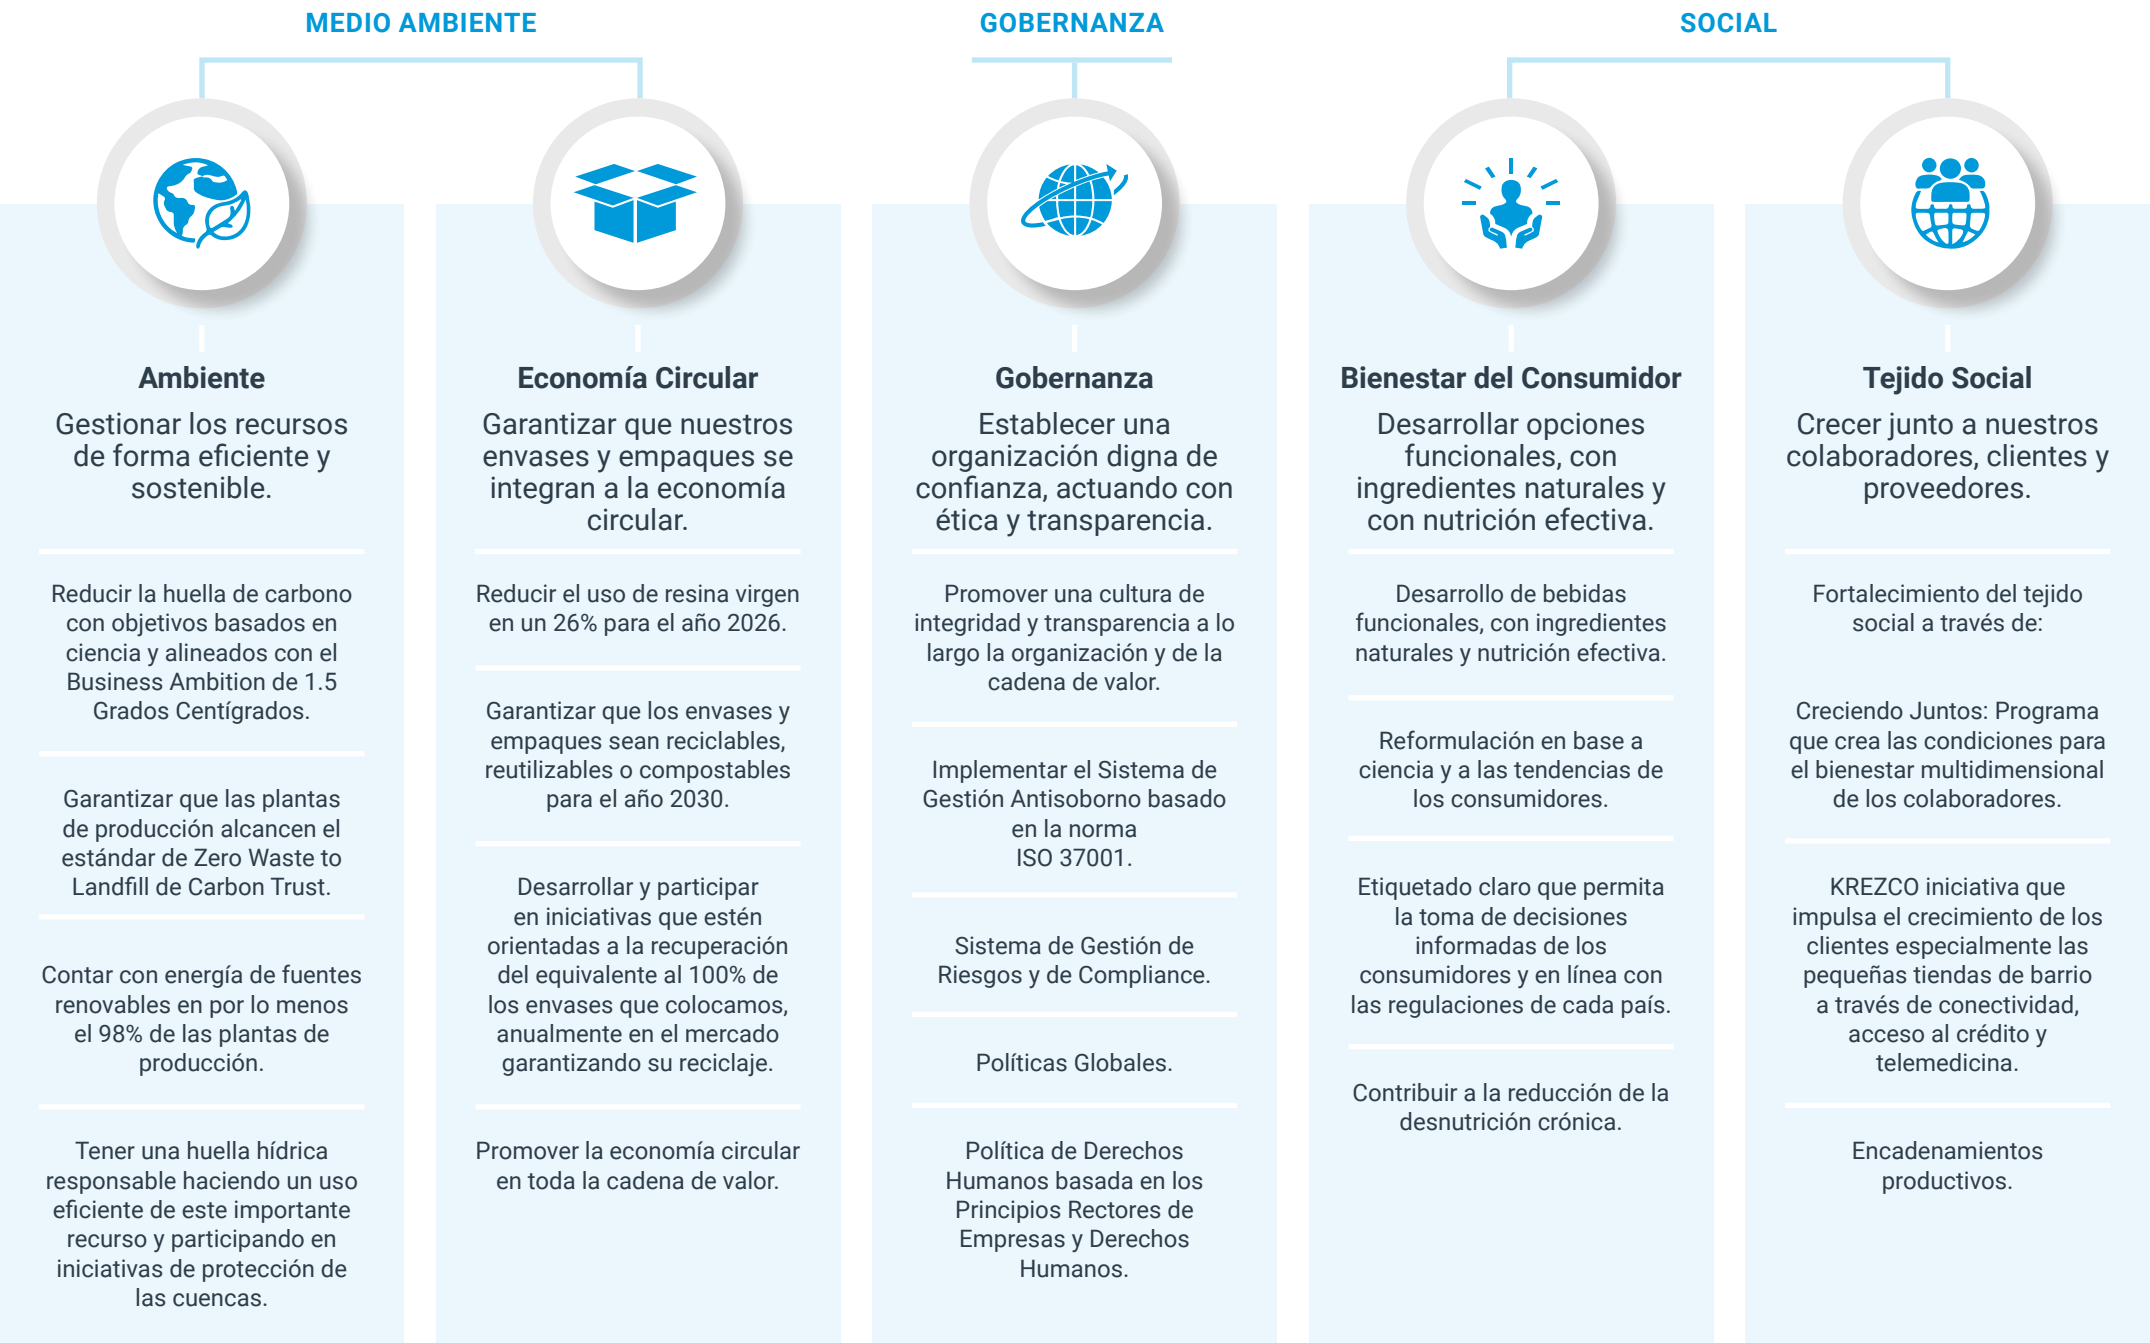 MEDIO AMBIENTE
GOBERNANZA
SOCIAL
Ambiente
Gestionar los recursos
de forma eficiente y
sostenible.
Reducir la huella de carbono
con objetivos basados en
ciencia y alineados con el
Business Ambition de 1.5
Grados Centígrados.
Garantizar que las plantas
de producción alcancen el
estándar de Zero Waste to
Landfill de Carbon Trust.
Contar con energía de fuentes
renovables en por lo menos
el 98% de las plantas de
producción.
Tener una huella hídrica
responsable haciendo un uso
eficiente de este importante
recurso y participando en
iniciativas de protección de
las cuencas.
Economía Circular
Garantizar que nuestros
envases y empaques se
integran a la economía
circular.
Reducir el uso de resina virgen
en un 26% para el año 2026.
Garantizar que los envases y
empaques sean reciclables,
reutilizables o compostables
para el año 2030.
Desarrollar y participar
en iniciativas que estén
orientadas a la recuperación
del equivalente al 100% de
los envases que colocamos,
anualmente en el mercado
garantizando su reciclaje.
Promover la economía circular
en toda la cadena de valor.
Gobernanza
Establecer una
organización digna de
confianza, actuando con
ética y transparencia.
Promover una cultura de
integridad y transparencia a lo
largo la organización y de la
cadena de valor.
Implementar el Sistema de
Gestión Antisoborno basado
en la norma
ISO 37001.
Sistema de Gestión de
Riesgos y de Compliance.
Políticas Globales.
Política de Derechos
Humanos basada en los
Principios Rectores de
Empresas y Derechos
Humanos.
Bienestar del Consumidor
Desarrollar opciones
funcionales, con
ingredientes naturales y
con nutrición efectiva.
Desarrollo de bebidas
funcionales, con ingredientes
naturales y nutrición efectiva.
Reformulación en base a
ciencia y a las tendencias de
los consumidores.
Etiquetado claro que permita
la toma de decisiones
informadas de los
consumidores y en línea con
las regulaciones de cada país.
Contribuir a la reducción de la
desnutrición crónica.
Tejido Social
Crecer junto a nuestros
colaboradores, clientes y
proveedores.
Fortalecimiento del tejido
social a través de:
Creciendo Juntos: Programa
que crea las condiciones para
el bienestar multidimensional
de los colaboradores.
KREZCO iniciativa que
impulsa el crecimiento de los
clientes especialmente las
pequeñas tiendas de barrio
a través de conectividad,
acceso al crédito y
telemedicina.
Encadenamientos
productivos.